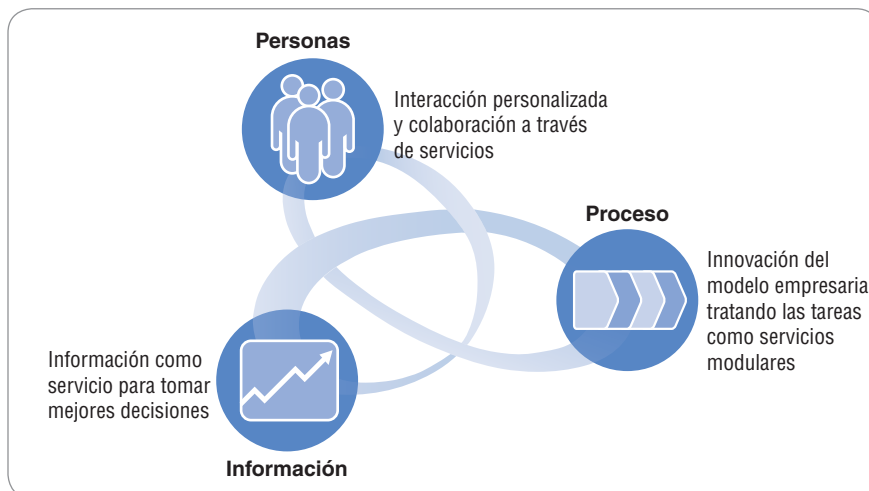 Personas
Interacción personalizada
y colaboración a través
de servicios
Proceso
Innovación del
modelo empresaria
tratando las tareas
como servicios
modulares
Información como
servicio para tomar
mejores decisiones
Información